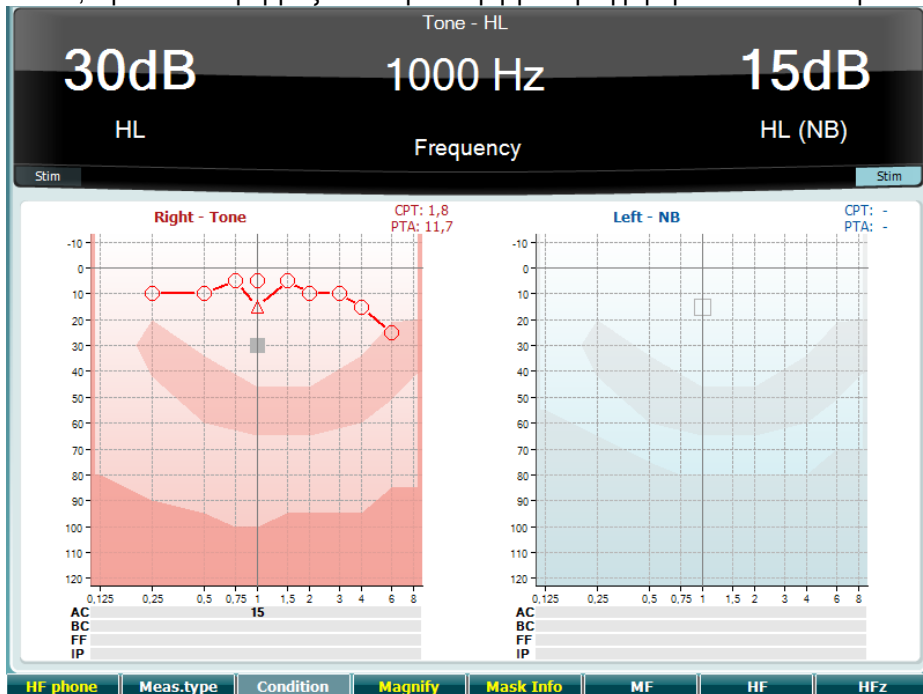 Tone - HL
30dB 1000 Hz 15dB
HL Frequency HL (NB)
Stim Stim
Right - Tone CPT: 1,8
PTA: 11,7
Left - NB CPT: -
PTA: -
-10
0
10
20
30
40
50
60
70
80
90
100
110
120
0,125 0,25 0,5 0,75 1 1,5 2 3 4 6 8
AC 15
BC
FF
IP
-10
0
10
20
30
40
50
60
70
80
90
100
110
120
0,125 0,25 0,5 0,75 1 1,5 2 3 4 6 8
AC
BC
FF
IP
HF phone Meas.type Condition Magnify Mask Info MF HF HFz